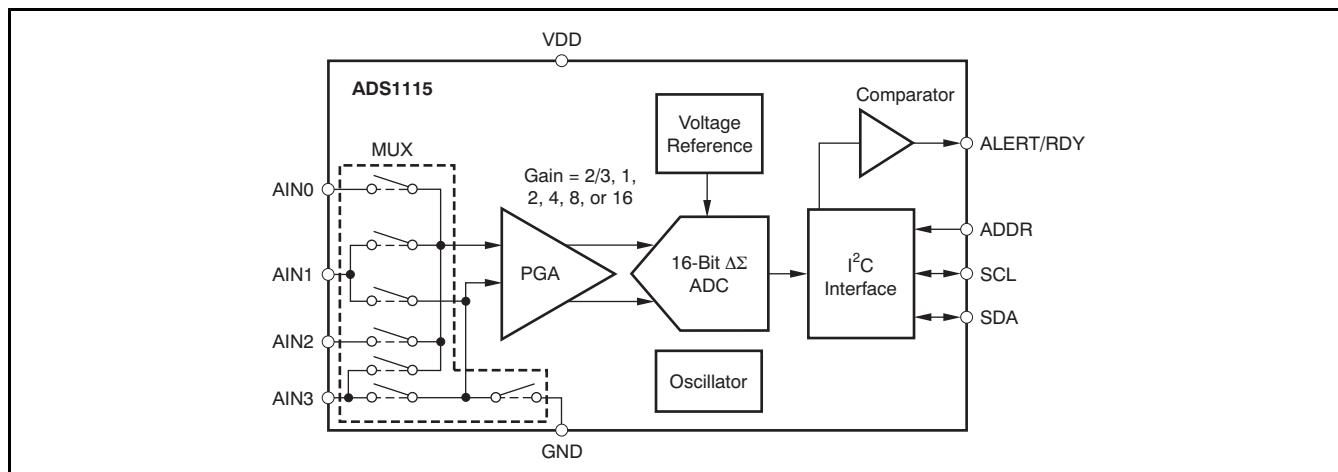 VDD
ADS1115
Comparator
Voltage
Reference
ALERT/RDY
MUX
Gain = 2/3, 1,
2, 4, 8, or 16
AIN0
ADDR
AIN1
PGA
16-Bit ΔΣ
ADC
I²C
Interface
SCL
SDA
AIN2
Oscillator
AIN3
GND